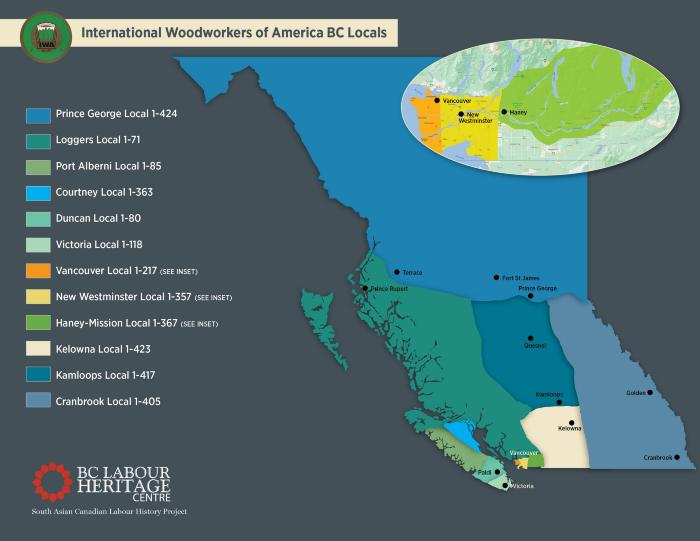 International Woodworkers of America BC Locals
IWA
Prince George Local 1-424
Loggers Local 1-71
Port Alberni Local 1-85
Courtney Local 1-363
Duncan Local 1-80
Victoria Local 1-118
Vancouver Local 1-217 (SEE INSET)
New Westminster Local 1-357 (SEE INSET)
Haney-Mission Local 1-367 (SEE INSET)
Kelowna Local 1-423
Kamloops Local 1-417
Cranbrook Local 1-405
Vancouver
New
Westminster
Haney
Terrace
Prince Rupert
Fort St. James
Prince George
Quesnel
Kamloops
Golden
Kelowna
Vancouver
Cranbrook
Paldi
Victoria
BC LABOUR
HERITAGE
CENTRE
South Asian Canadian Labour History Project